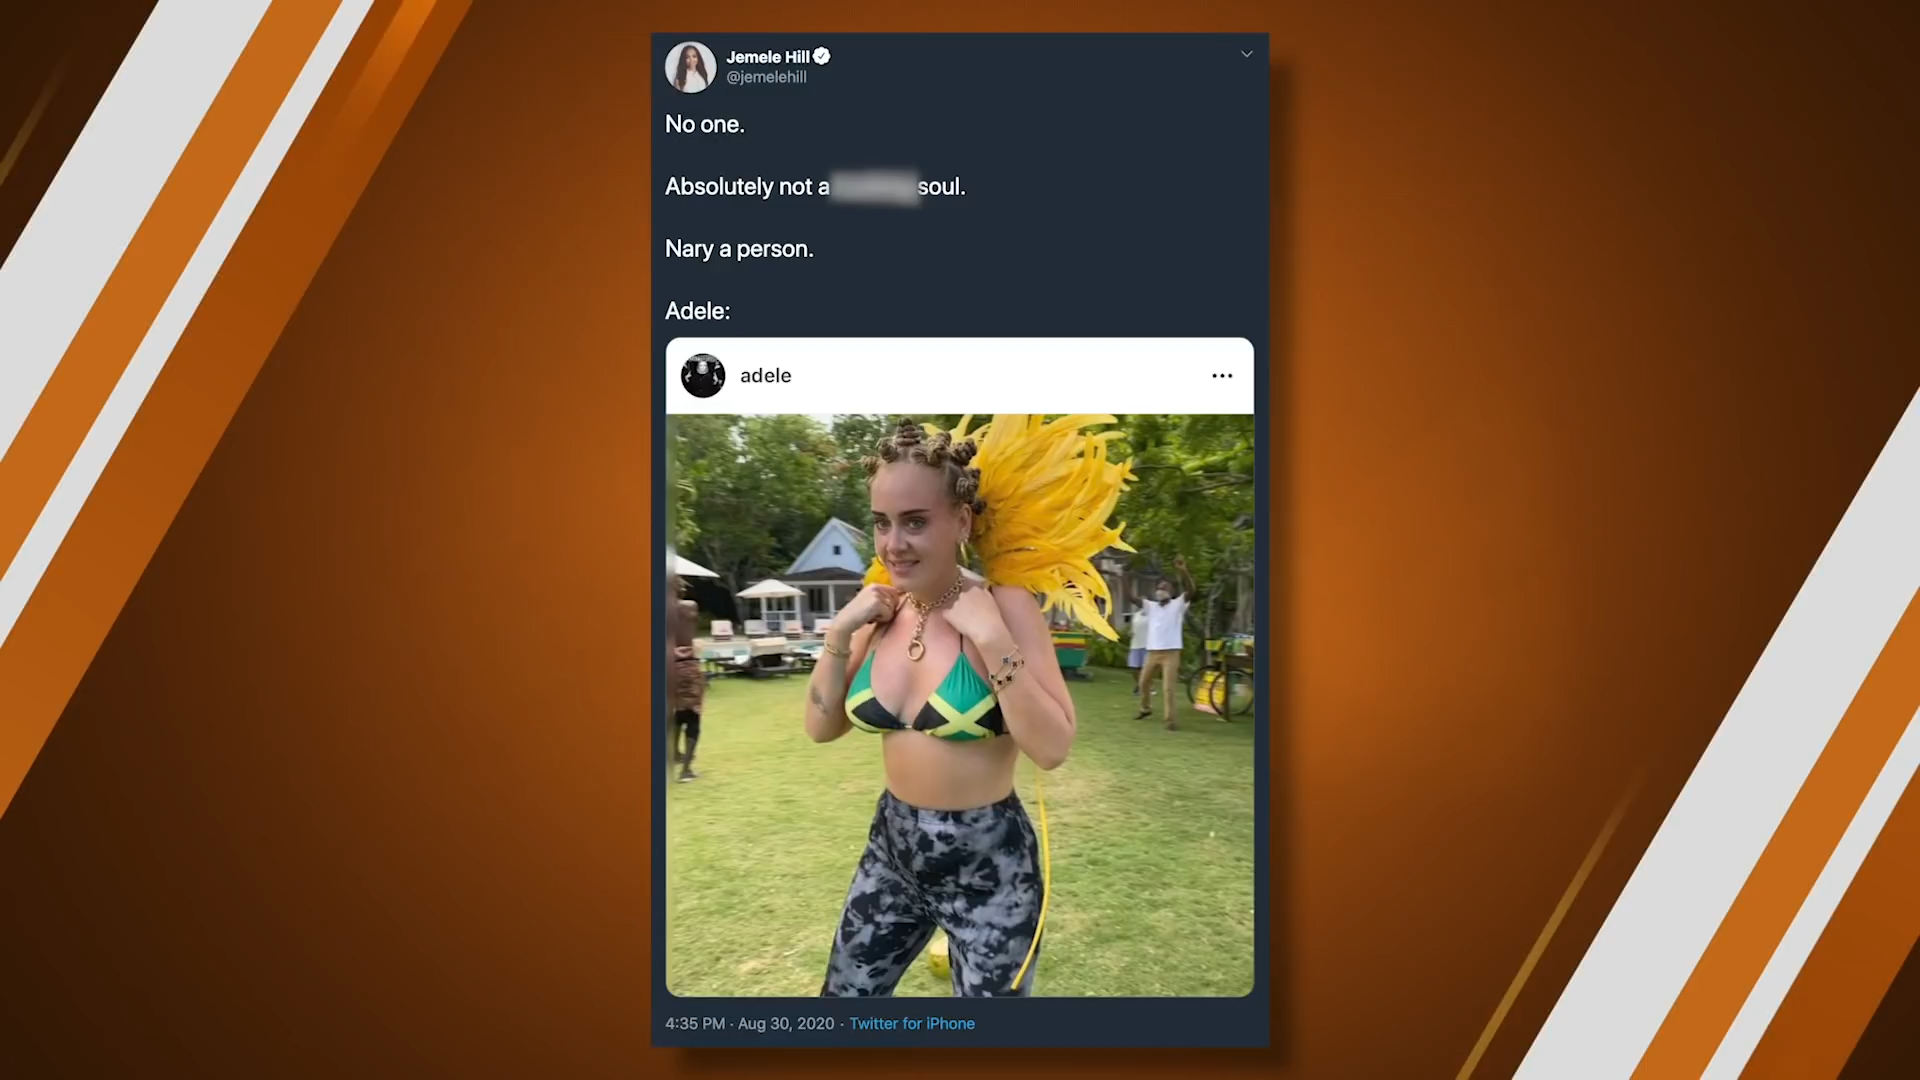 Jemele Hill
@jemelehill
No one.
Absolutely not a soul.
Nary a person.
Adele:
adele
4:35 PM · Aug 30, 2020 · Twitter for iPhone